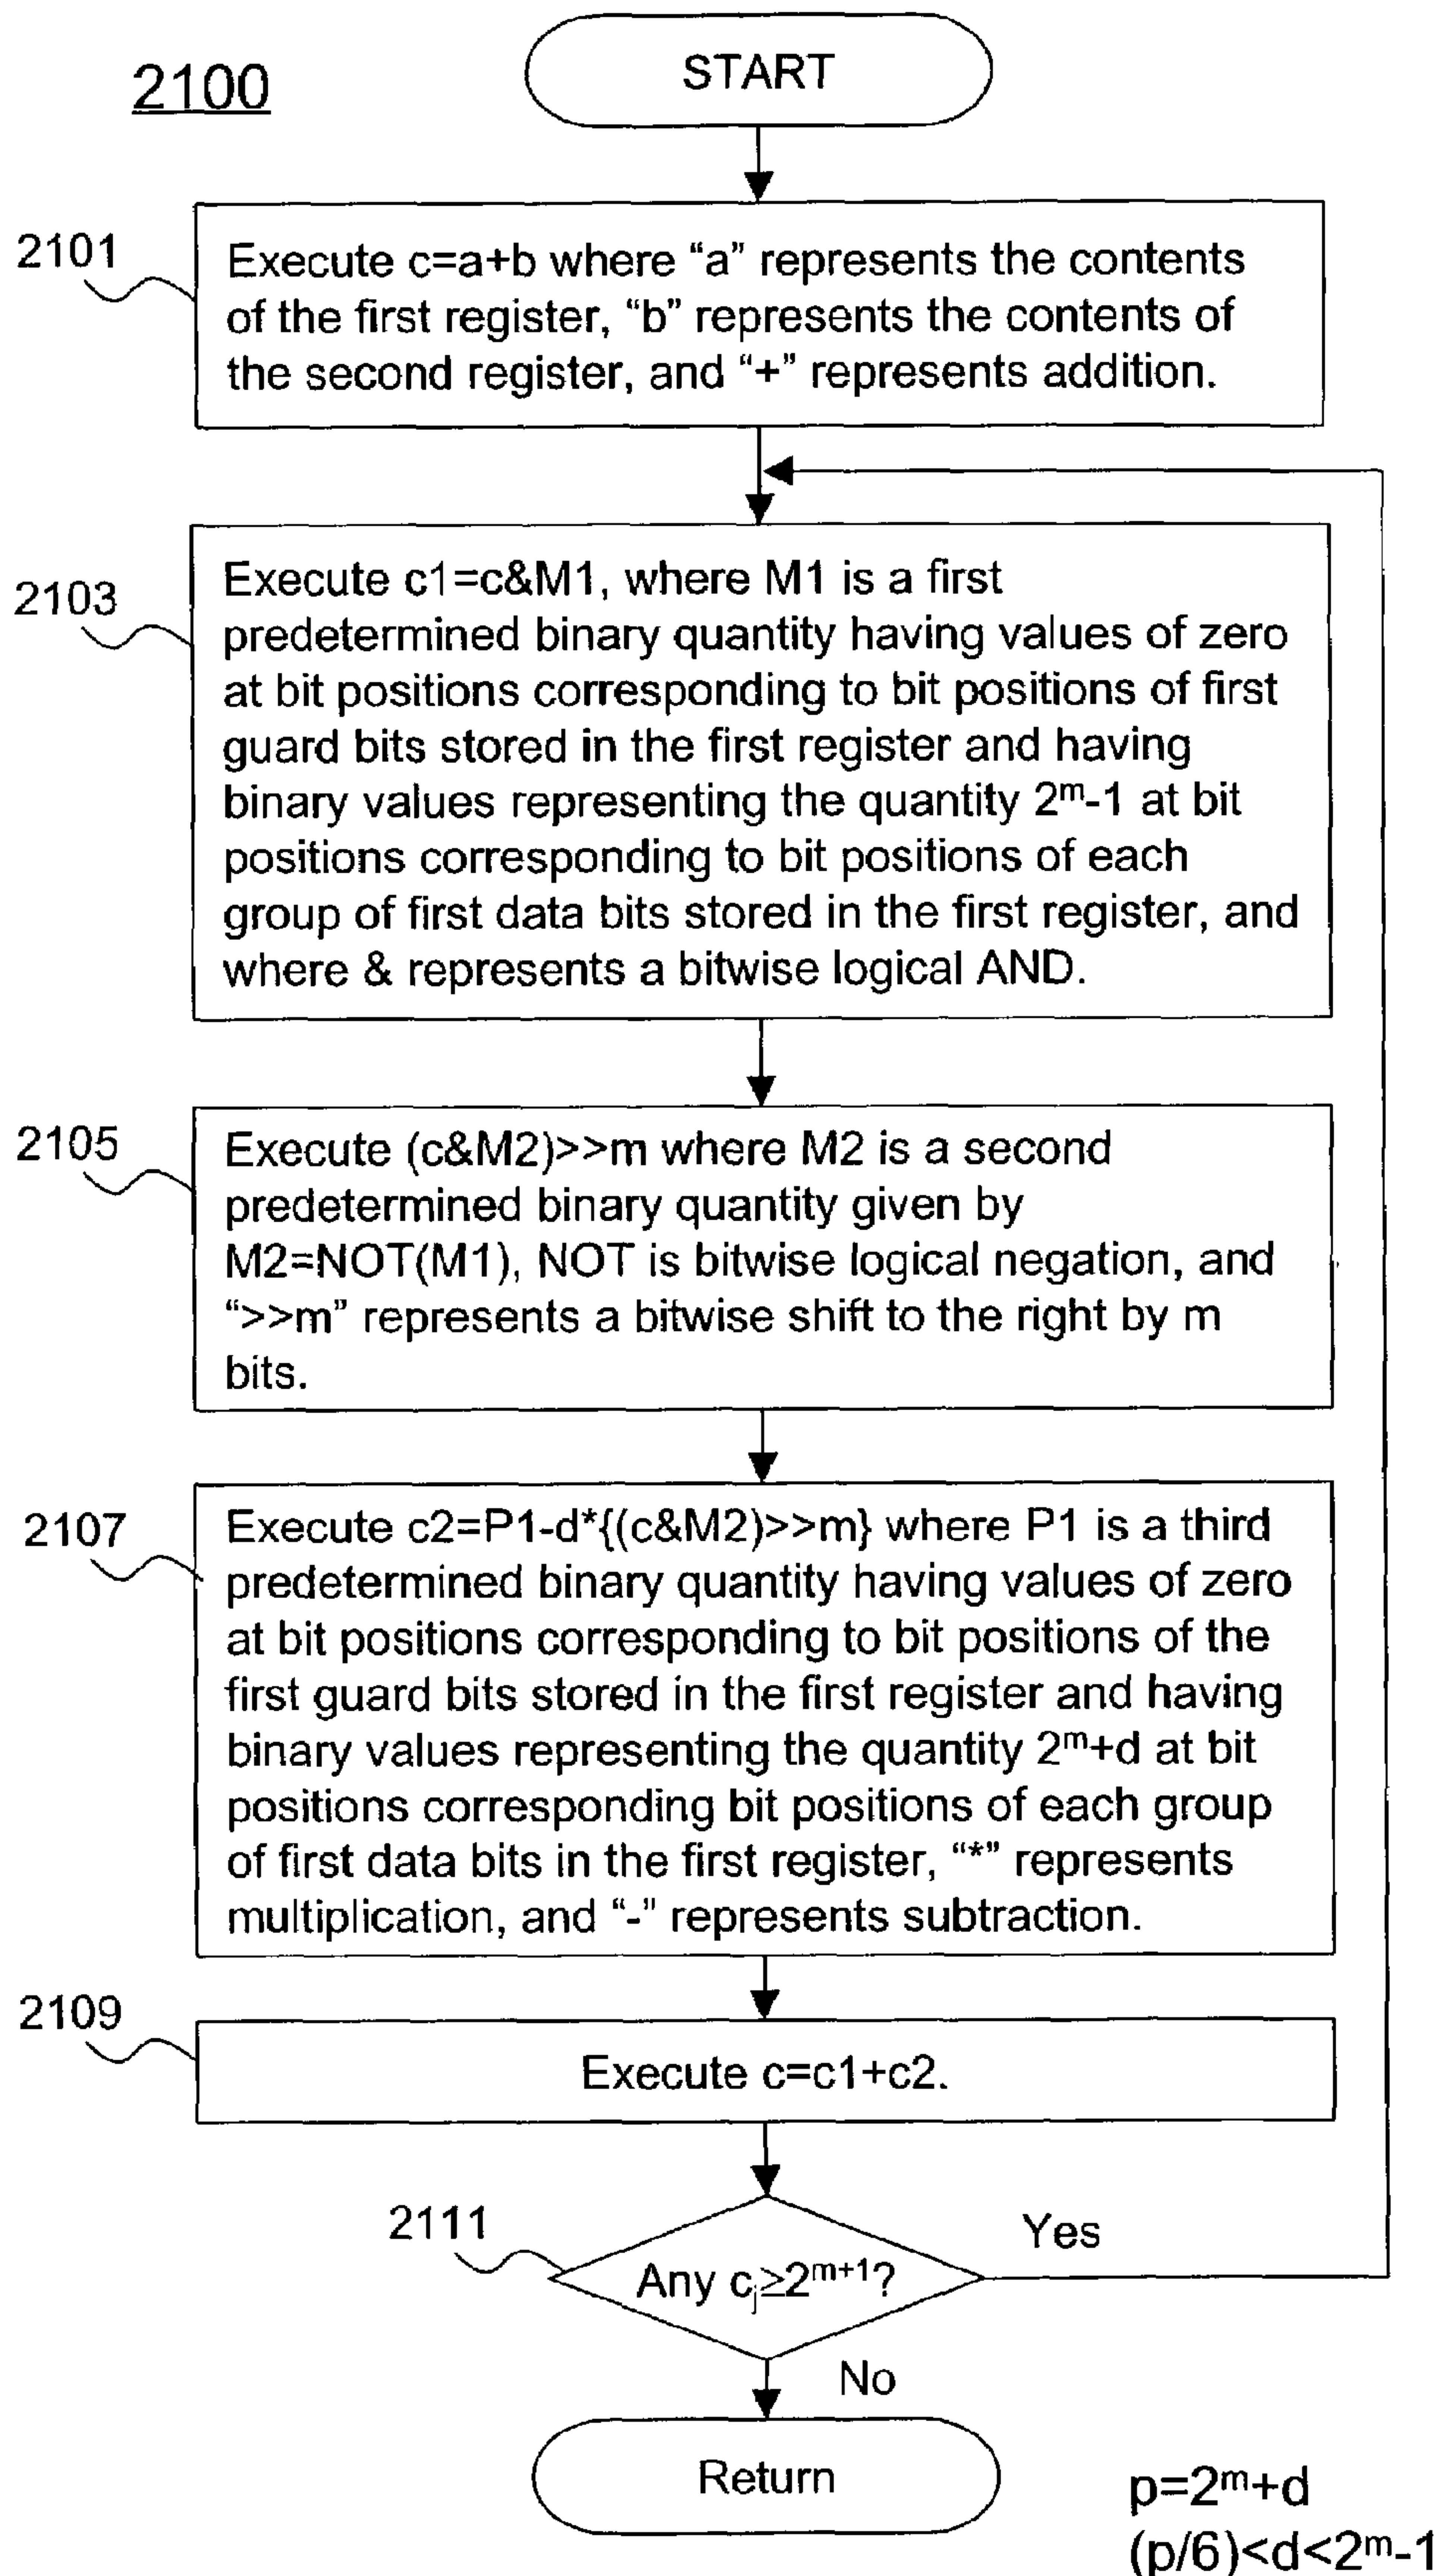 2100
START
2101
Execute c=a+b where “a” represents the contents
of the first register, “b” represents the contents of
the second register, and “+” represents addition.
2103
Execute c1=c&M1, where M1 is a first
predetermined binary quantity having values of zero
at bit positions corresponding to bit positions of first
guard bits stored in the first register and having
binary values representing the quantity 2ᵐ-1 at bit
positions corresponding to bit positions of each
group of first data bits stored in the first register, and
where & represents a bitwise logical AND.
2105
Execute (c&M2)>>m where M2 is a second
predetermined binary quantity given by
M2=NOT(M1), NOT is bitwise logical negation, and
“>>m” represents a bitwise shift to the right by m
bits.
2107
Execute c2=P1-d*{(c&M2)>>m} where P1 is a third
predetermined binary quantity having values of zero
at bit positions corresponding to bit positions of the
first guard bits stored in the first register and having
binary values representing the quantity 2ᵐ+d at bit
positions corresponding bit positions of each group
of first data bits in the first register, “*” represents
multiplication, and “-” represents subtraction.
2109
Execute c=c1+c2.
2111
Any cⱼ≥2ᵐ⁺¹?
Yes
No
Return
p=2ᵐ+d
(p/6)<d<2ᵐ-1